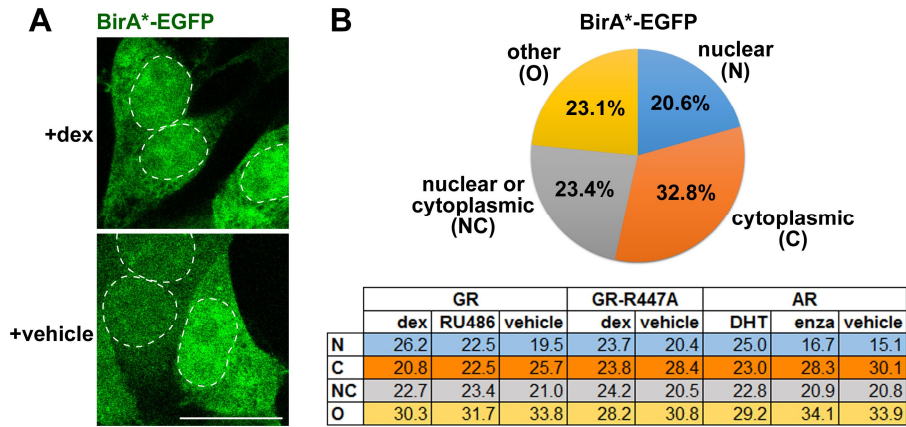 A
BirA*-EGFP
+dex
+vehicle
B
BirA*-EGFP
other
(O)
nuclear
(N)
23.1%
20.6%
nuclear or
cytoplasmic
(NC)
23.4%
32.8%
cytoplasmic
(C)
GR GR-R447A AR
dex RU486 vehicle dex vehicle DHT enza vehicle
N 26.2 22.5 19.5 23.7 20.4 25.0 16.7 15.1
C 20.8 22.5 25.7 23.8 28.4 23.0 28.3 30.1
NC 22.7 23.4 21.0 24.2 20.5 22.8 20.9 20.8
O 30.3 31.7 33.8 28.2 30.8 29.2 34.1 33.9